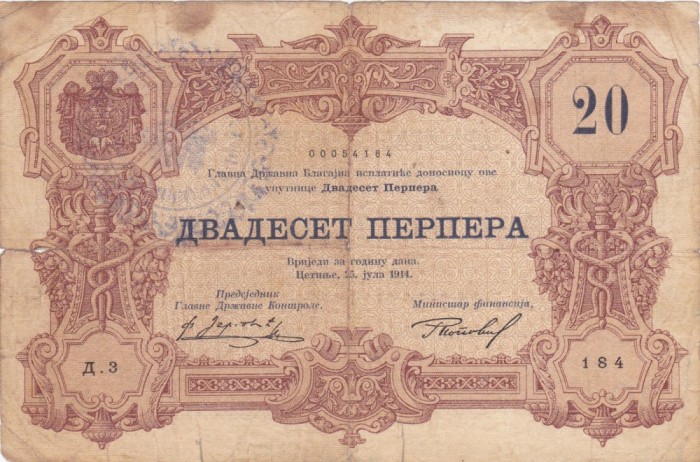 20
00054184
Главна Државна Благајна исплатиће доносиоцу ове
упутнице Двадесет Перпера
ДВАДЕСЕТ ПЕРПЕРА
Вриједи за годину дана.
Цетиње, 25. јула 1914.
Предсједник
Главне Државне Контроле,
Министар финансија,
Д.3
184